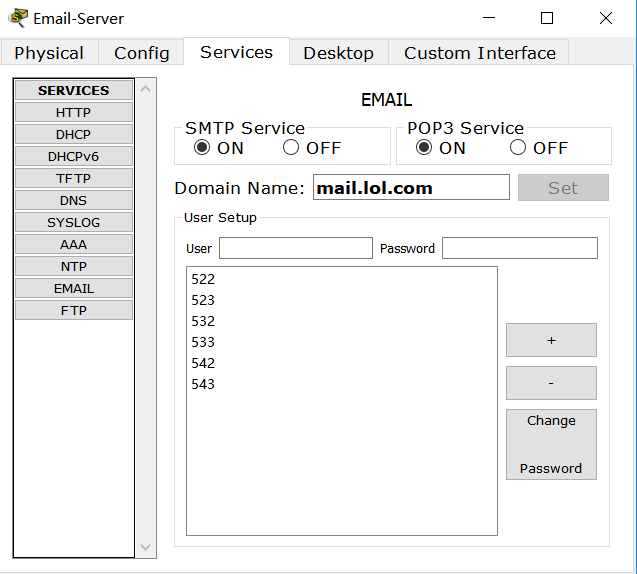 Email-Server
Physical Config Services Desktop Custom Interface
SERVICES
HTTP
DHCP
DHCPv6
TFTP
DNS
SYSLOG
AAA
NTP
EMAIL
FTP
EMAIL
SMTP Service
ON OFF
POP3 Service
ON OFF
Domain Name: mail.lol.com Set
User Setup
User Password
522
523
532
533
542
543
+
-
Change
Password